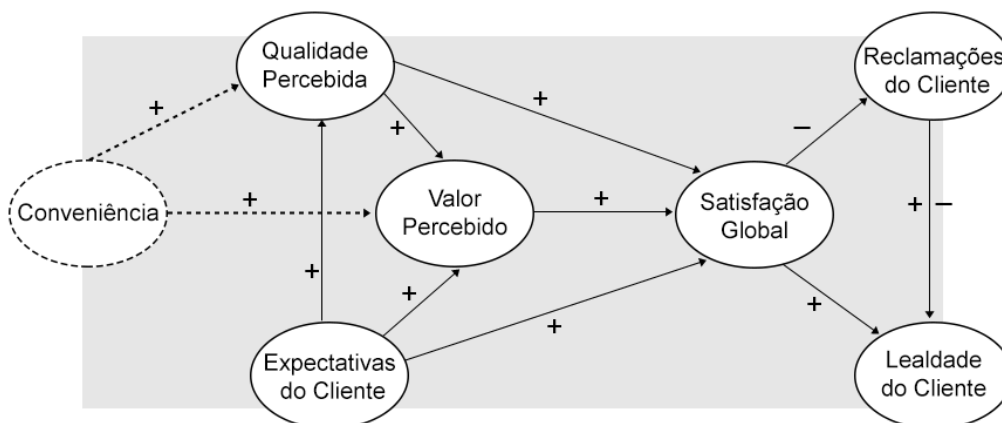 Qualidade
Percebida
Reclamações
do Cliente
+
+
+
−
Conveniência
+
Valor
Percebido
+
Satisfação
Global
+ −
+
+
+
+
Expectativas
do Cliente
Lealdade
do Cliente